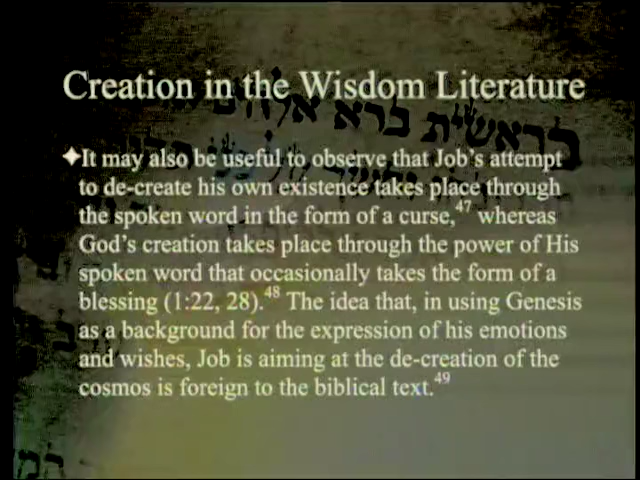 Creation in the Wisdom Literature
בראשית ברא אלהים
✦It may also be useful to observe that Job's attempt
to de-create his own existence takes place through
the spoken word in the form of a curse,47 whereas
God's creation takes place through the power of His
spoken word that occasionally takes the form of a
blessing (1:22, 28).48 The idea that, in using Genesis
as a background for the expression of his emotions
and wishes, Job is aiming at the de-creation of the
cosmos is foreign to the biblical text.49